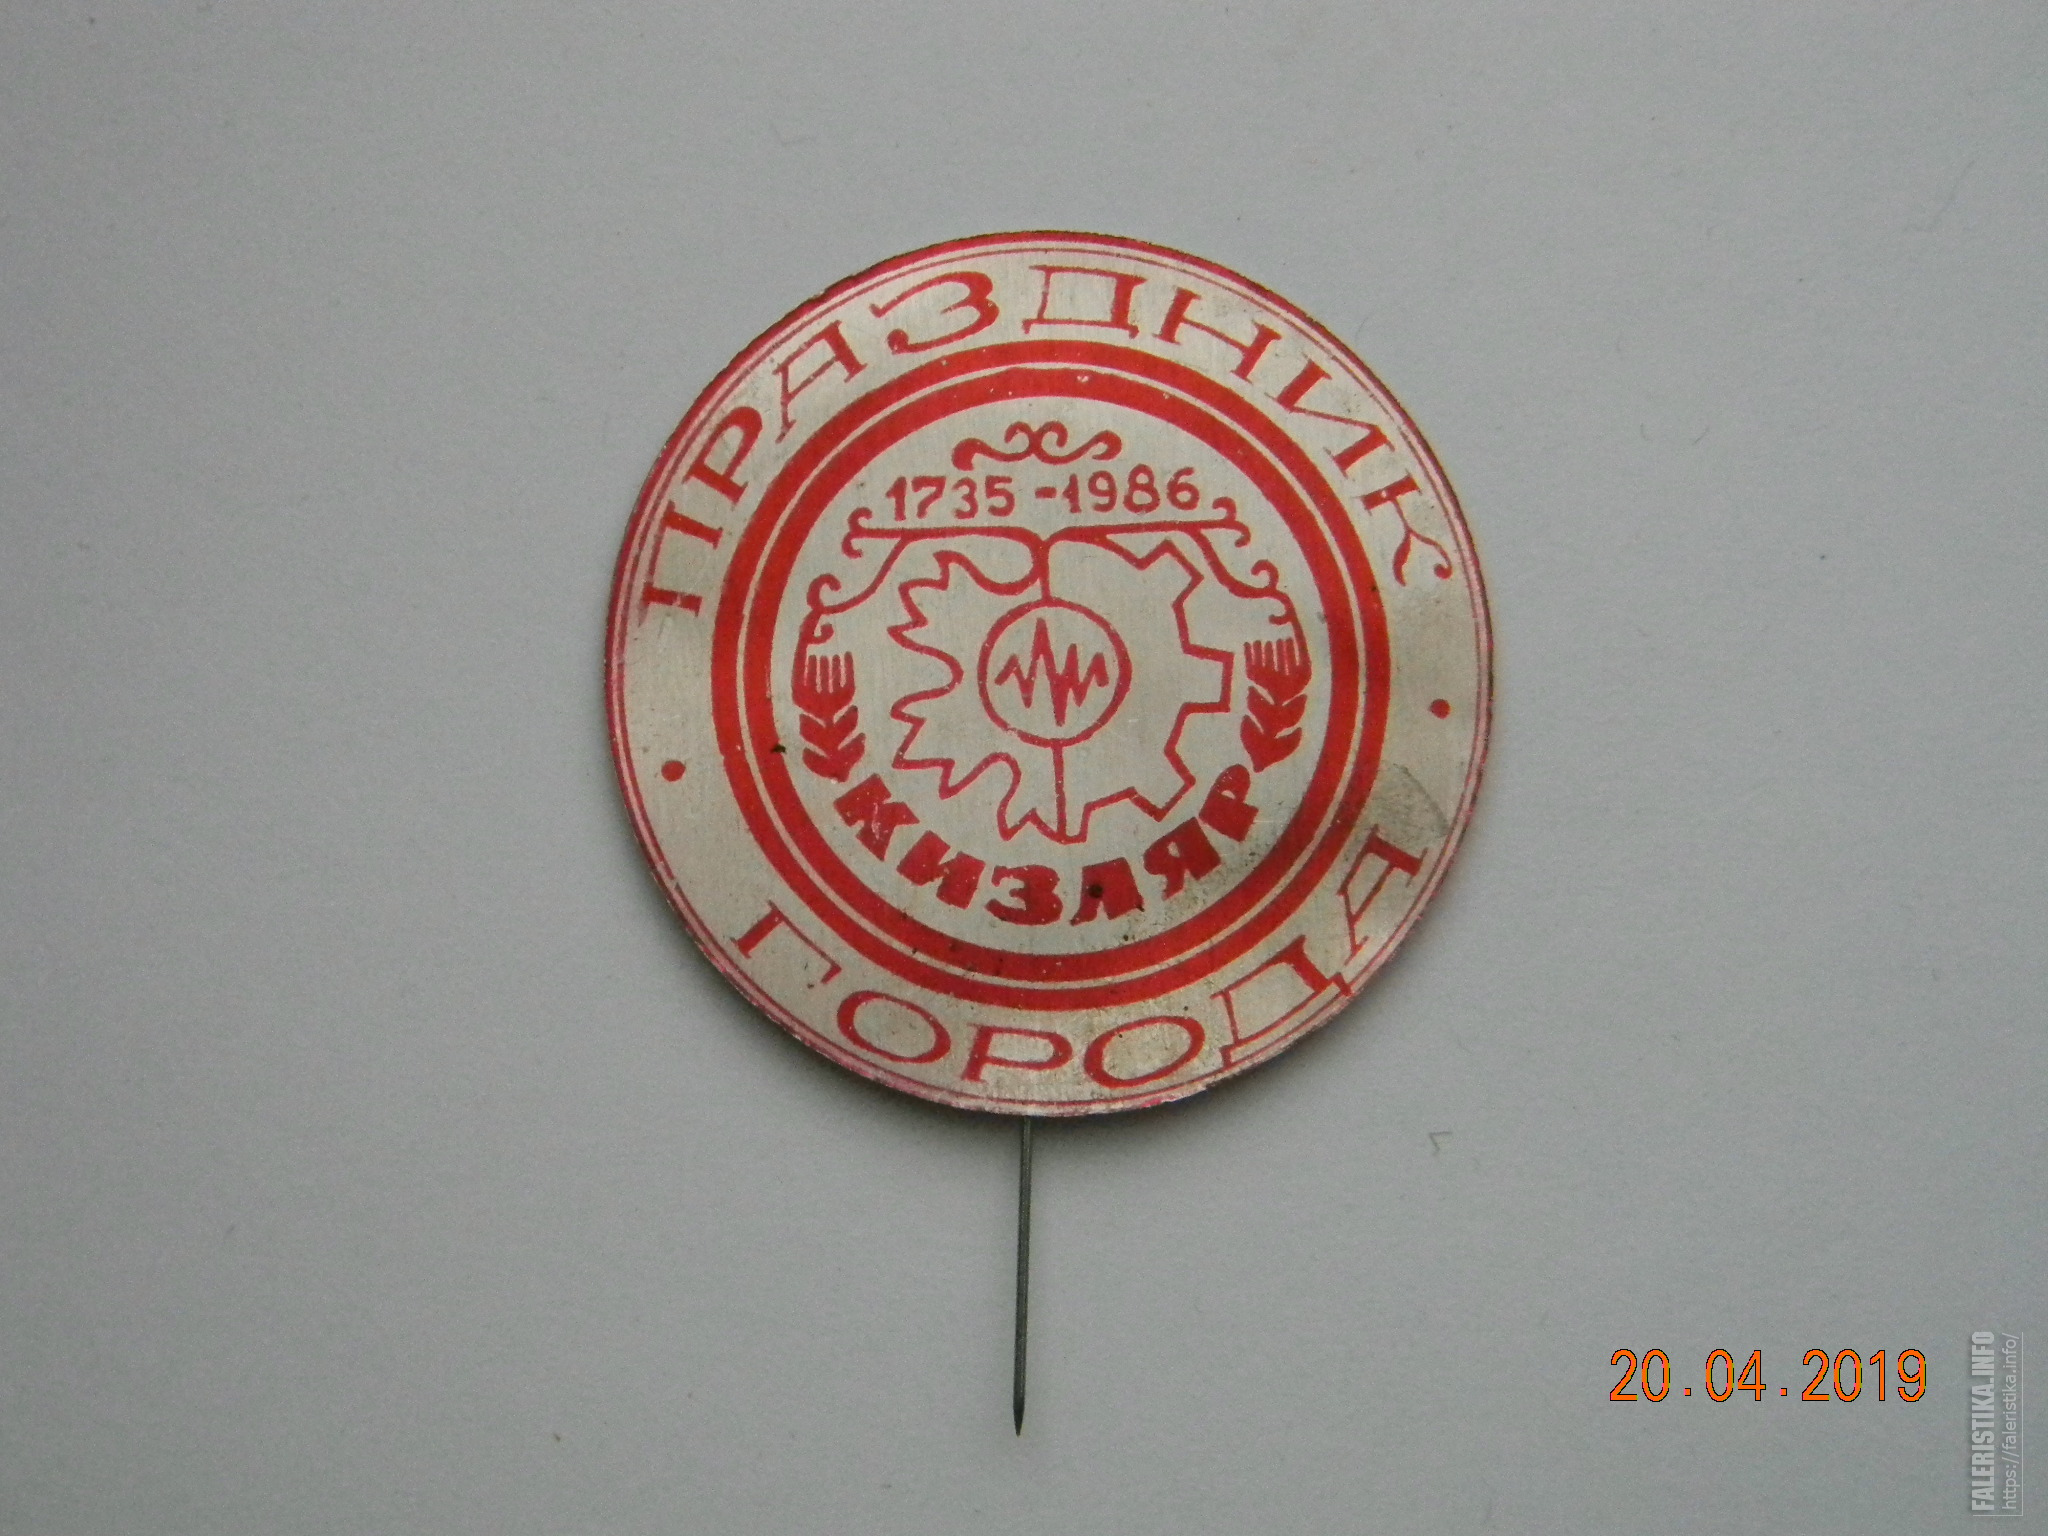 ПРАЗДНИК
1735-1986
КИЗЛЯР
ГОРОДА
20.04.2019
FALERISTIKA.INFO
https://faleristika.info/